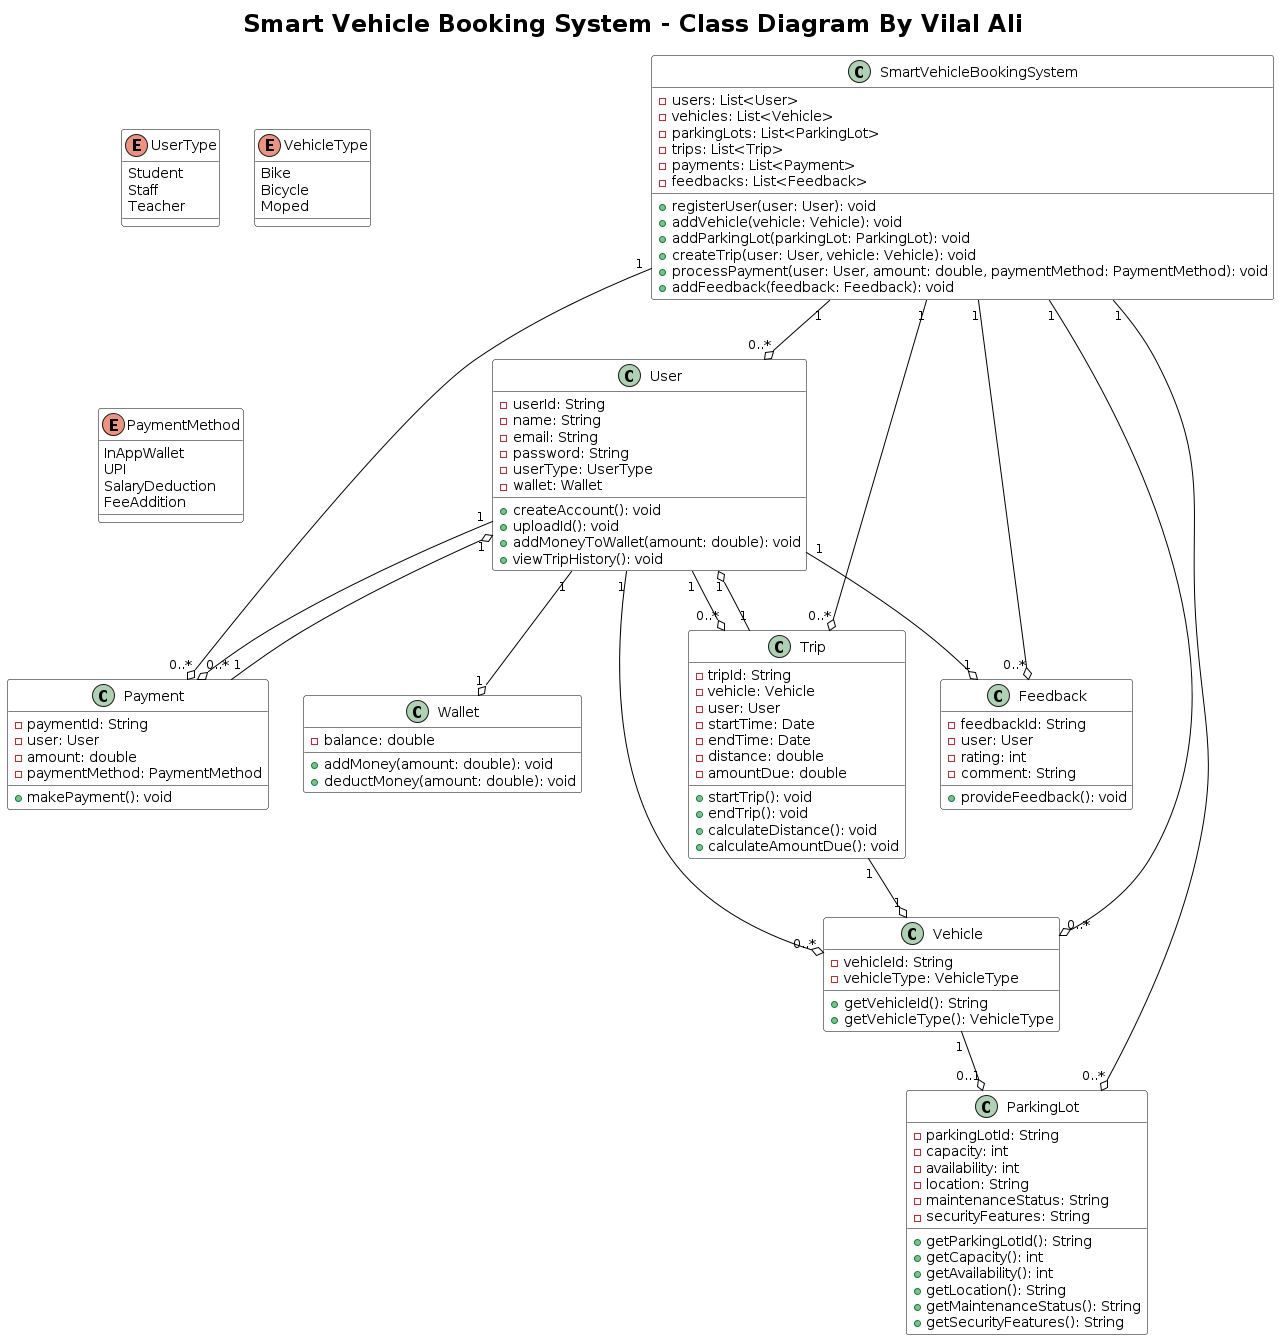 Smart Vehicle Booking System - Class Diagram By Vilal Ali
C SmartVehicleBookingSystem
users: List<User>
vehicles: List<Vehicle>
parkingLots: List<ParkingLot>
trips: List<Trip>
payments: List<Payment>
feedbacks: List<Feedback>
registerUser(user: User): void
addVehicle(vehicle: Vehicle): void
addParkingLot(parkingLot: ParkingLot): void
createTrip(user: User, vehicle: Vehicle): void
processPayment(user: User, amount: double, paymentMethod: PaymentMethod): void
addFeedback(feedback: Feedback): void
E UserType
Student
Staff
Teacher
E VehicleType
Bike
Bicycle
Moped
1
1
1
1
1
1
0..*
E PaymentMethod
InAppWallet
UPI
SalaryDeduction
FeeAddition
C User
userId: String
name: String
email: String
password: String
userType: UserType
wallet: Wallet
createAccount(): void
uploadId(): void
addMoneyToWallet(amount: double): void
viewTripHistory(): void
1
1
1
1
1
1
1
0..*
0..*
1
1
0..*
1
0..*
1
0..*
C Payment
paymentId: String
user: User
amount: double
paymentMethod: PaymentMethod
makePayment(): void
C Wallet
balance: double
addMoney(amount: double): void
deductMoney(amount: double): void
C Trip
tripId: String
vehicle: Vehicle
user: User
startTime: Date
endTime: Date
distance: double
amountDue: double
startTrip(): void
endTrip(): void
calculateDistance(): void
calculateAmountDue(): void
C Feedback
feedbackId: String
user: User
rating: int
comment: String
provideFeedback(): void
1
1
0..*
0..*
C Vehicle
vehicleId: String
vehicleType: VehicleType
getVehicleId(): String
getVehicleType(): VehicleType
1
0..1
0..*
C ParkingLot
parkingLotId: String
capacity: int
availability: int
location: String
maintenanceStatus: String
securityFeatures: String
getParkingLotId(): String
getCapacity(): int
getAvailability(): int
getLocation(): String
getMaintenanceStatus(): String
getSecurityFeatures(): String